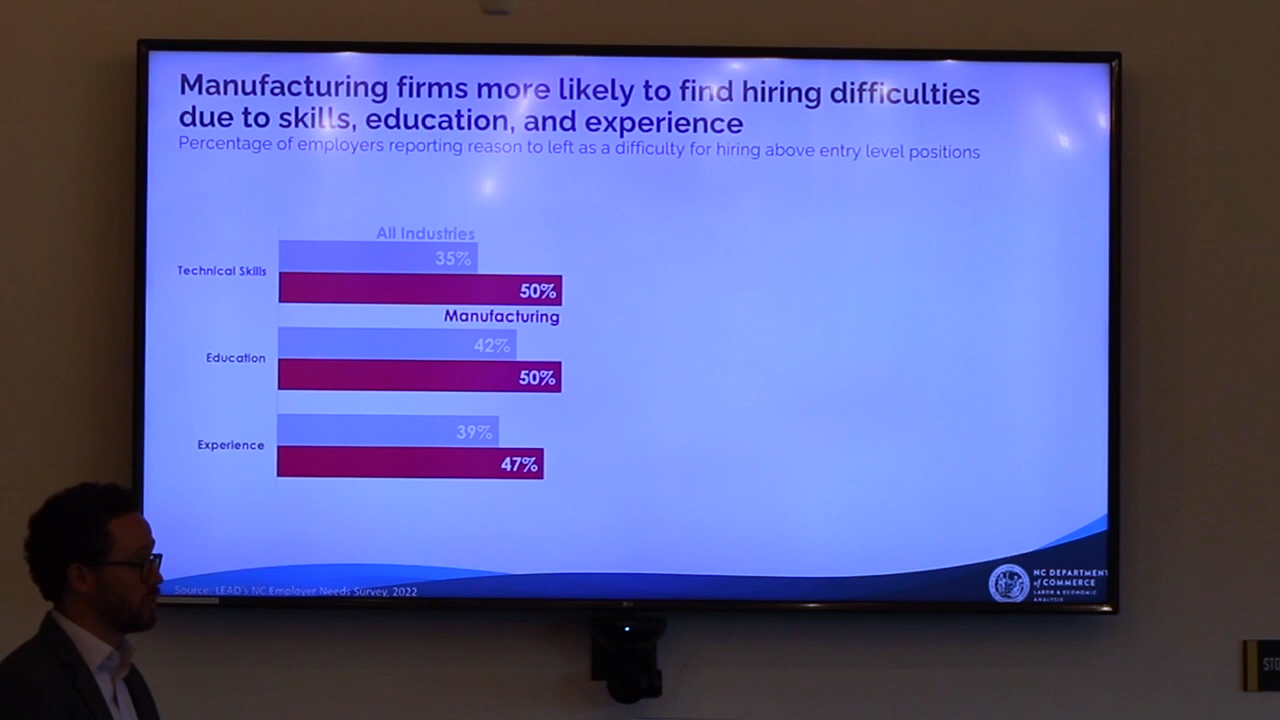 Manufacturing firms more likely to find hiring difficulties
due to skills, education, and experience
Percentage of employers reporting reason to left as a difficulty for hiring above entry level positions
All Industries
Technical Skills
35%
50%
Manufacturing
Education
42%
50%
Experience
39%
47%
Source: LEAD's NC Employer Needs Survey, 2022
NC DEPARTMENT
of COMMERCE
LABOR & ECONOMIC
ANALYSIS